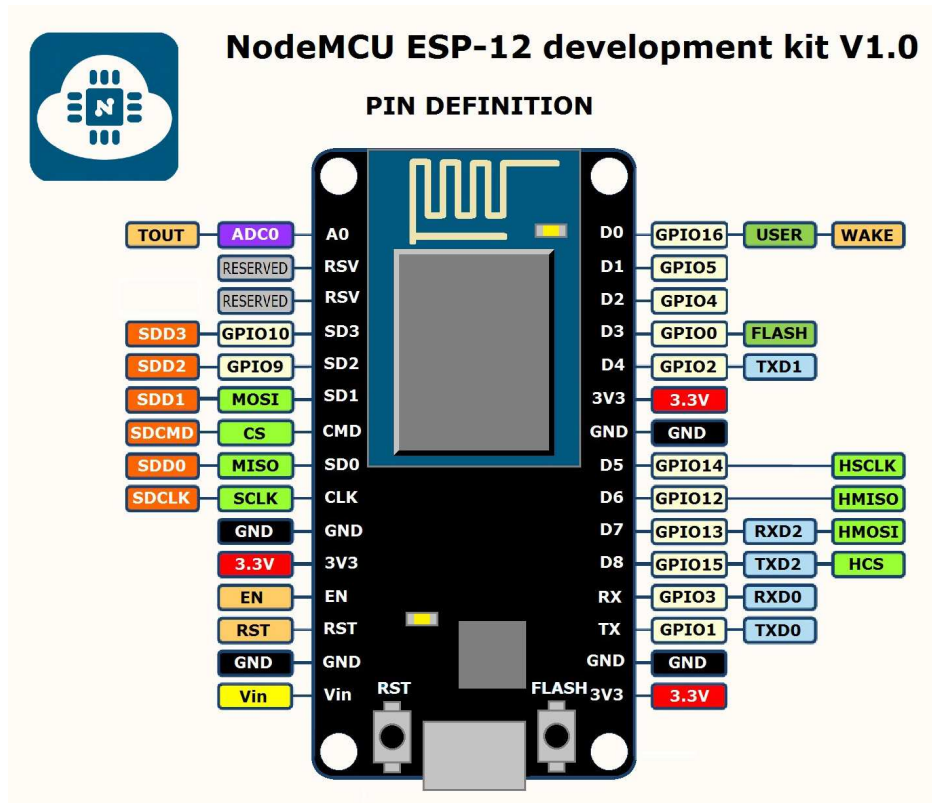 NodeMCU ESP-12 development kit V1.0
PIN DEFINITION
N
TOUT ADC0 A0 D0 GPIO16 USER WAKE
RESERVED RSV D1 GPIO5
RESERVED RSV D2 GPIO4
SDD3 GPIO10 SD3 D3 GPIO0 FLASH
SDD2 GPIO9 SD2 D4 GPIO2 TXD1
SDD1 MOSI SD1 3V3 3.3V
SDCMD CS CMD GND GND
SDD0 MISO SD0 D5 GPIO14 HSCLK
SDCLK SCLK CLK D6 GPIO12 HMISO
GND GND D7 GPIO13 RXD2 HMOSI
3.3V 3V3 D8 GPIO15 TXD2 HCS
EN EN RX GPIO3 RXD0
RST RST TX GPIO1 TXD0
GND GND GND GND
Vin Vin RST FLASH 3V3 3.3V